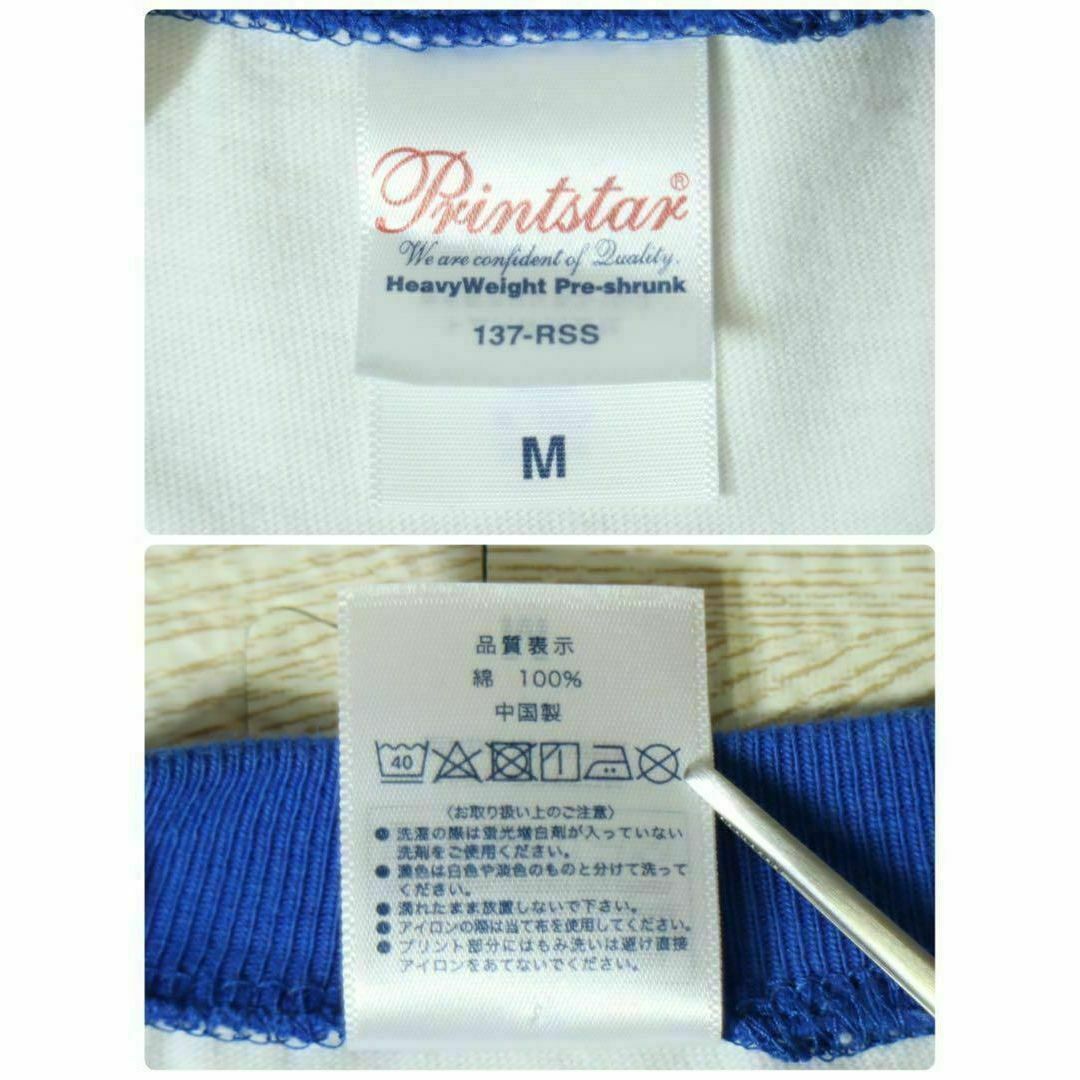 Printstar®
We are confident of Quality.
HeavyWeight Pre-shrunk
137-RSS
M
品質表示
綿 100%
中国製
40
〈お取り扱い上のご注意〉
● 洗濯の際は蛍光増白剤が入っていない
洗剤をご使用ください。
● 濃色は白色や淡色のものと分けて洗って
ください。
● 濡れたまま放置しないで下さい。
● アイロンの際は当て布を使用してください。
● プリント部分にはもみ洗いは避け直接
アイロンをあてないでください。